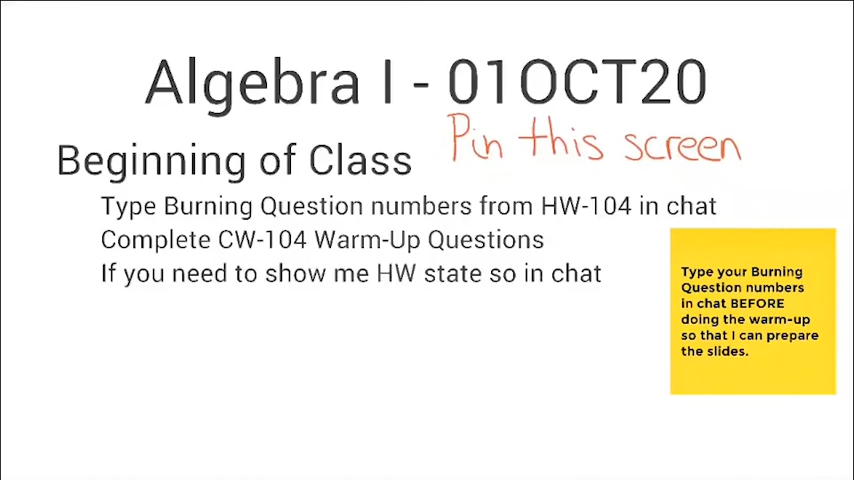 Algebra I - 01OCT20
Pin this screen
Beginning of Class
Type Burning Question numbers from HW-104 in chat
Complete CW-104 Warm-Up Questions
If you need to show me HW state so in chat
Type your Burning
Question numbers
in chat BEFORE
doing the warm-up
so that I can prepare
the slides.